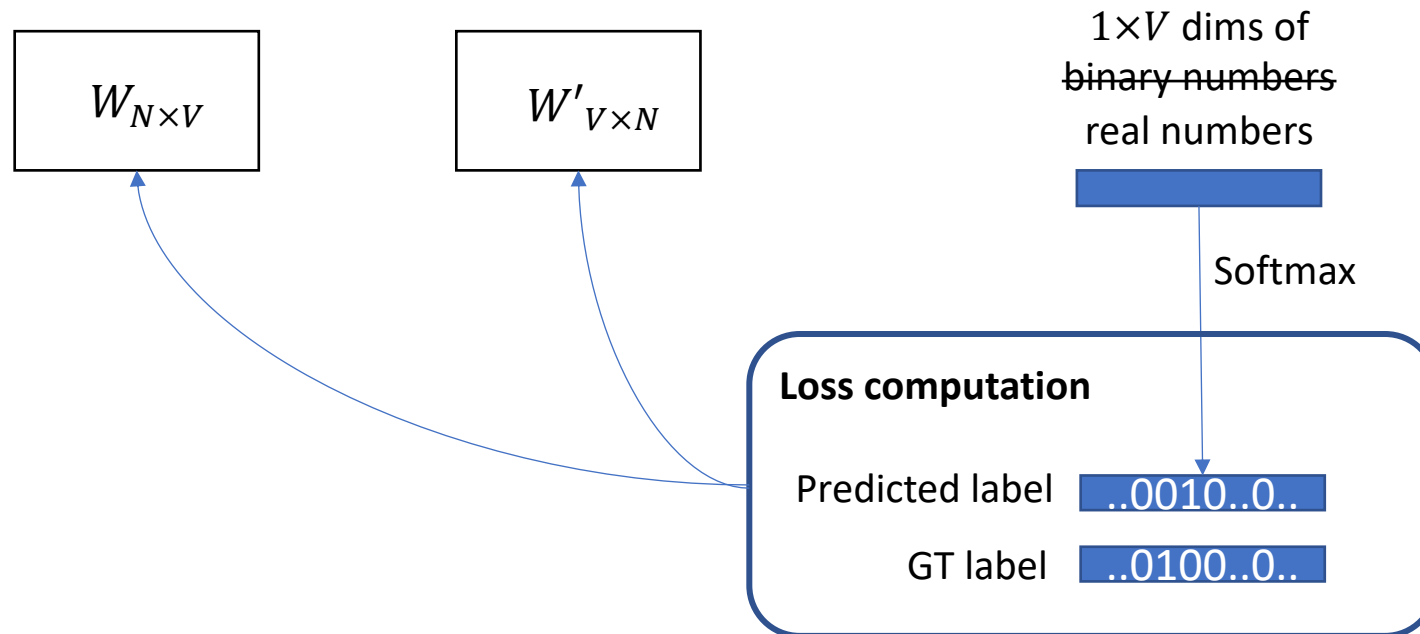 W_{N×V}
W'_{V×N}
1×V dims of
binary numbers
real numbers
Softmax
Loss computation
Predicted label ..0010..0..
GT label ..0100..0..